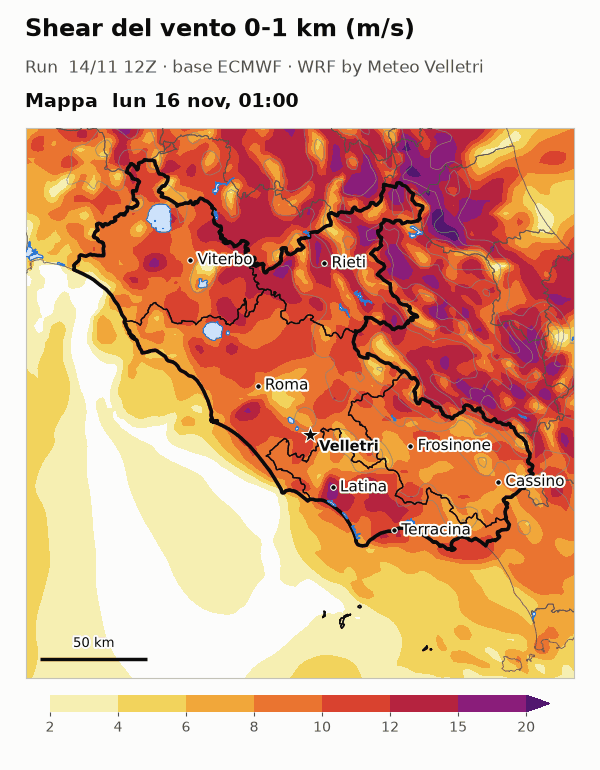 Shear del vento 0-1 km (m/s)
Run  14/11 12Z · base ECMWF · WRF by Meteo Velletri
Mappa  lun 16 nov, 01:00
Viterbo
Rieti
Roma
Velletri
Frosinone
Cassino
Latina
Terracina
50 km
2 4 6 8 10 12 15 20